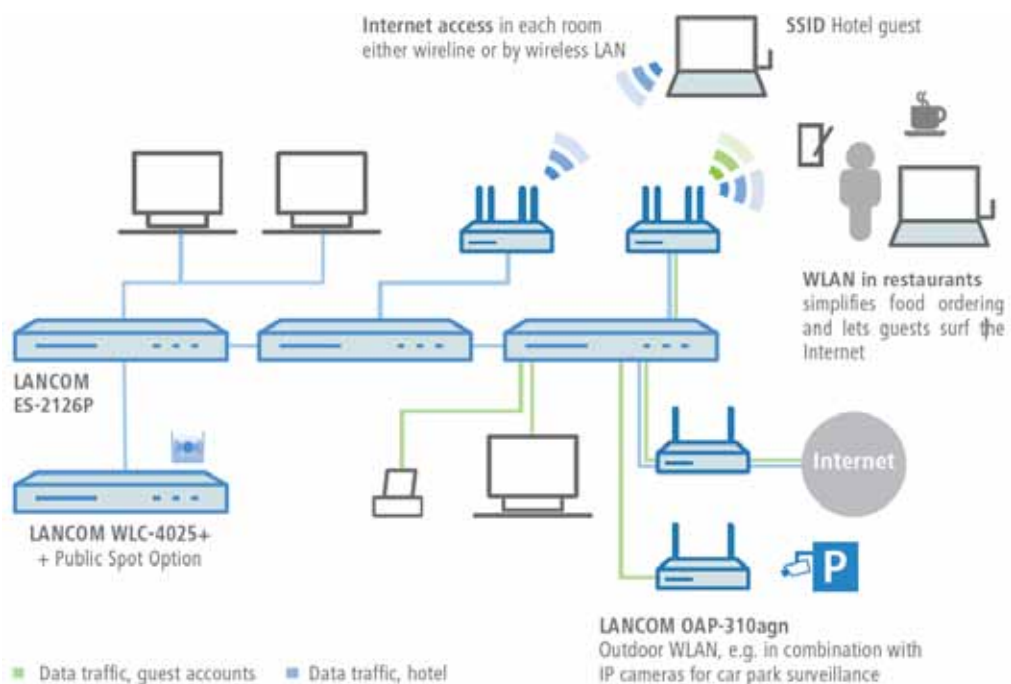 Internet access in each room
either wireline or by wireless LAN
SSID Hotel guest
WLAN in restaurants
simplifies food ordering
and lets guests surf the
Internet
LANCOM
ES-2126P
Internet
LANCOM WLC-4025+
+ Public Spot Option
P
LANCOM OAP-310agn
Outdoor WLAN, e.g. in combination with
IP cameras for car park surveillance
Data traffic, guest accounts
Data traffic, hotel